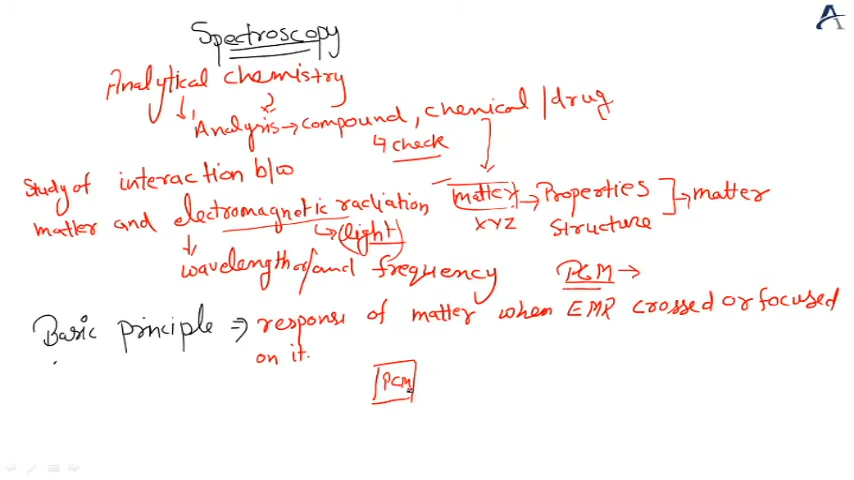 Spectroscopy
Analytical chemistry
Analysis → compound, chemical / drug
↳ check
Study of interaction b/w
matter and electromagnetic radiation
matter → Properties
XYZ structure → matter
↳ light
wavelength or/and frequency
PCM →
Basic principle ⇒ response of matter when EMR crossed or focused
on it.
PCM